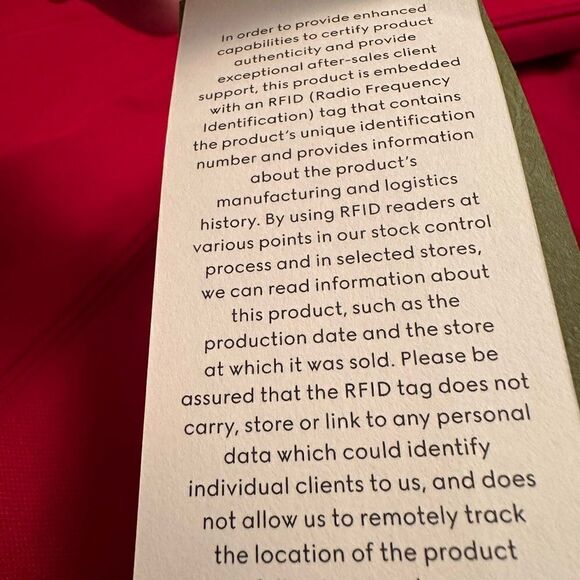 In order to provide enhanced
capabilities to certify product
authenticity and provide
exceptional after-sales client
support, this product is embedded
with an RFID (Radio Frequency
Identification) tag that contains
the product's unique identification
number and provides information
about the product's
manufacturing and logistics
history. By using RFID readers at
various points in our stock control
process and in selected stores,
we can read information about
this product, such as the
production date and the store
at which it was sold. Please be
assured that the RFID tag does not
carry, store or link to any personal
data which could identify
individual clients to us, and does
not allow us to remotely track
the location of the product